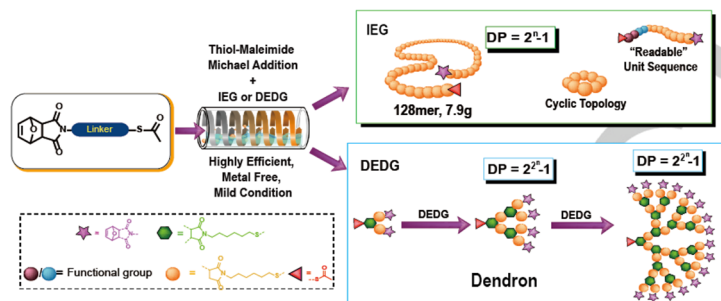 Thiol-Maleimide
Michael Addition
+
IEG or DEDG
Highly Efficient,
Metal Free,
Mild Condition
O
O
O
N
Linker
S
O
IEG
DP = 2ⁿ-1
128mer, 7.9g
"Readable"
Unit Sequence
Cyclic Topology
DEDG
DP = 2²ⁿ-1
DP = 2²ⁿ-1
DEDG
DEDG
Dendron
=
=
/ = Functional group
=
=